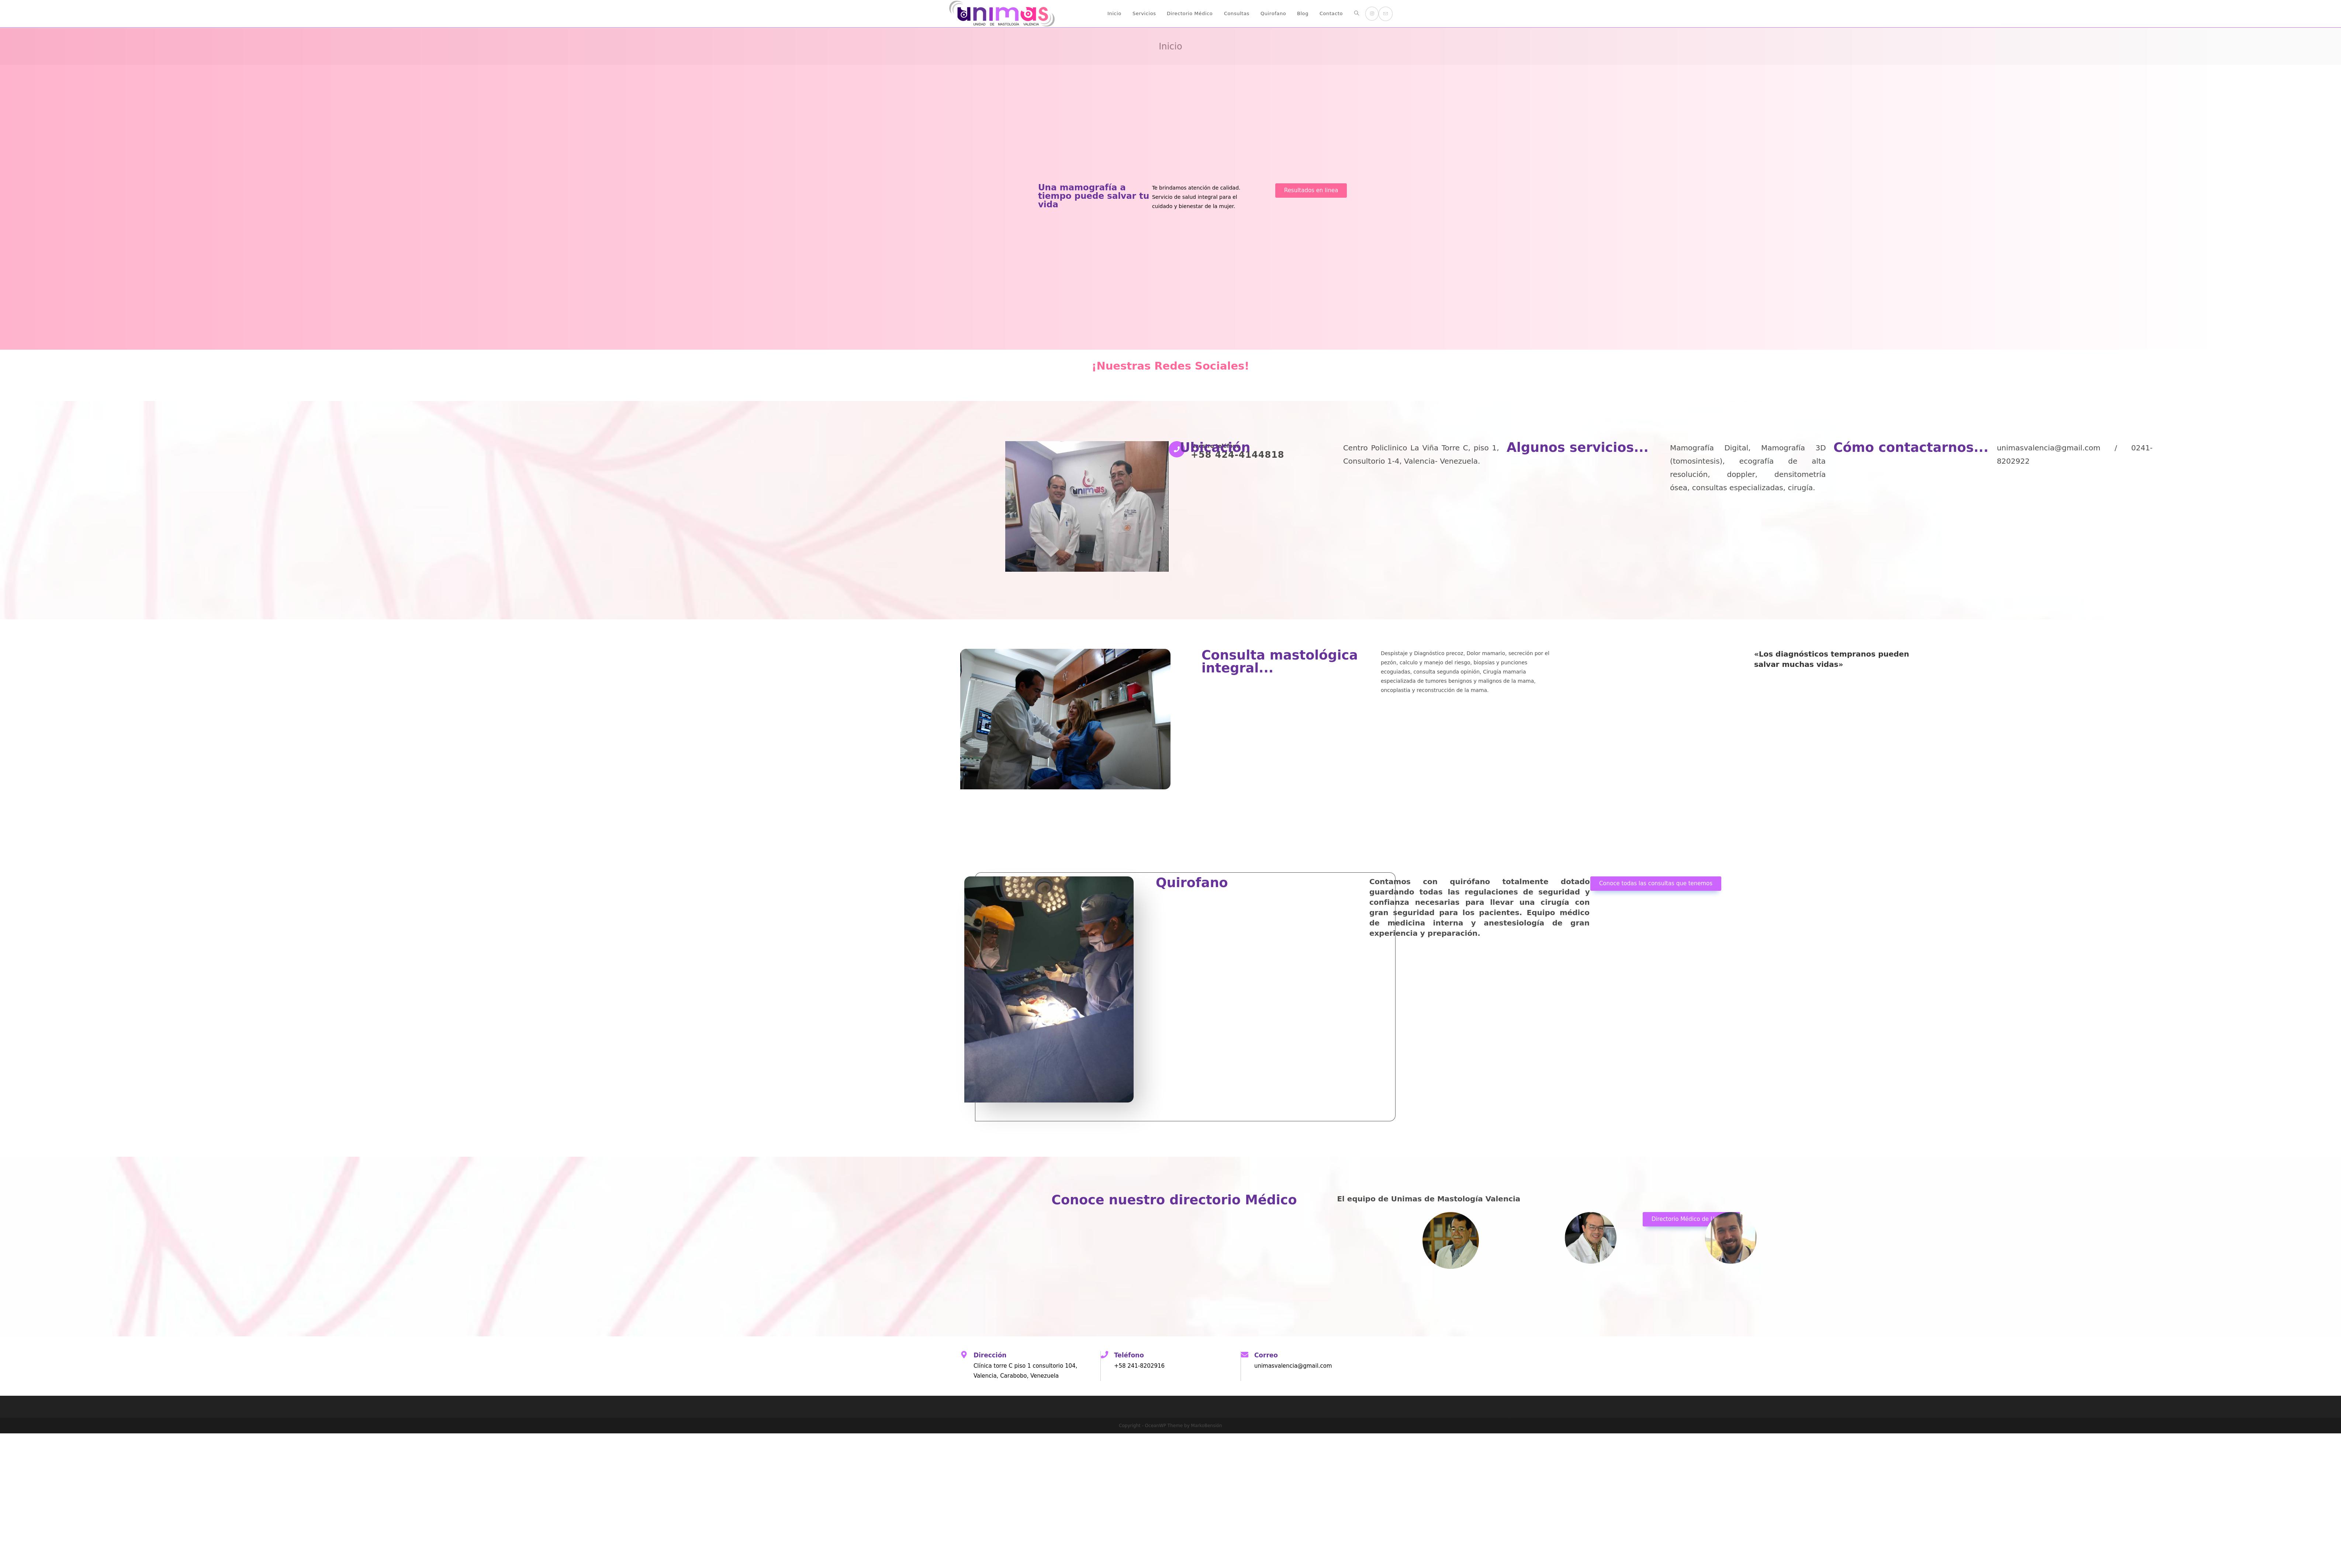 unimas
UNIDAD DE MASTOLOGÍA VALENCIA
Inicio
Servicios
Directorio Médico
Consultas
Quirofano
Blog
Contacto
Inicio
Una mamografía a
tiempo puede salvar tu
vida
Te brindamos atención de calidad.
Servicio de salud integral para el
cuidado y bienestar de la mujer.
Resultados en linea
¡Nuestras Redes Sociales!
unimas
Ubicación
+58 424-4144818
Centro Policlinico La Viña Torre C, piso 1.
Consultorio 1-4, Valencia- Venezuela.
Algunos servicios...
Mamografía Digital, Mamografía 3D
(tomosintesis), ecografía de alta
resolución, doppler, densitometría
ósea, consultas especializadas, cirugía.
Cómo contactarnos...
unimasvalencia@gmail.com / 0241-
8202922
Consulta mastológica
integral...
Despistaje y Diagnóstico precoz, Dolor mamario, secreción por el
pezón, calculo y manejo del riesgo, biopsias y punciones
ecoguiadas, consulta segunda opinión, Cirugía mamaria
especializada de tumores benignos y malignos de la mama,
oncoplastia y reconstrucción de la mama.
«Los diagnósticos tempranos pueden
salvar muchas vidas»
Quirofano
Contamos con quirófano totalmente dotado
guardando todas las regulaciones de seguridad y
confianza necesarias para llevar una cirugía con
gran seguridad para los pacientes. Equipo médico
de medicina interna y anestesiología de gran
experiencia y preparación.
Conoce todas las consultas que tenemos
Conoce nuestro directorio Médico
El equipo de Unimas de Mastología Valencia
Directorio Médico de
Dirección
Clínica torre C piso 1 consultorio 104,
Valencia, Carabobo, Venezuela
Teléfono
+58 241-8202916
Correo
unimasvalencia@gmail.com
Copyright - OceanWP Theme by